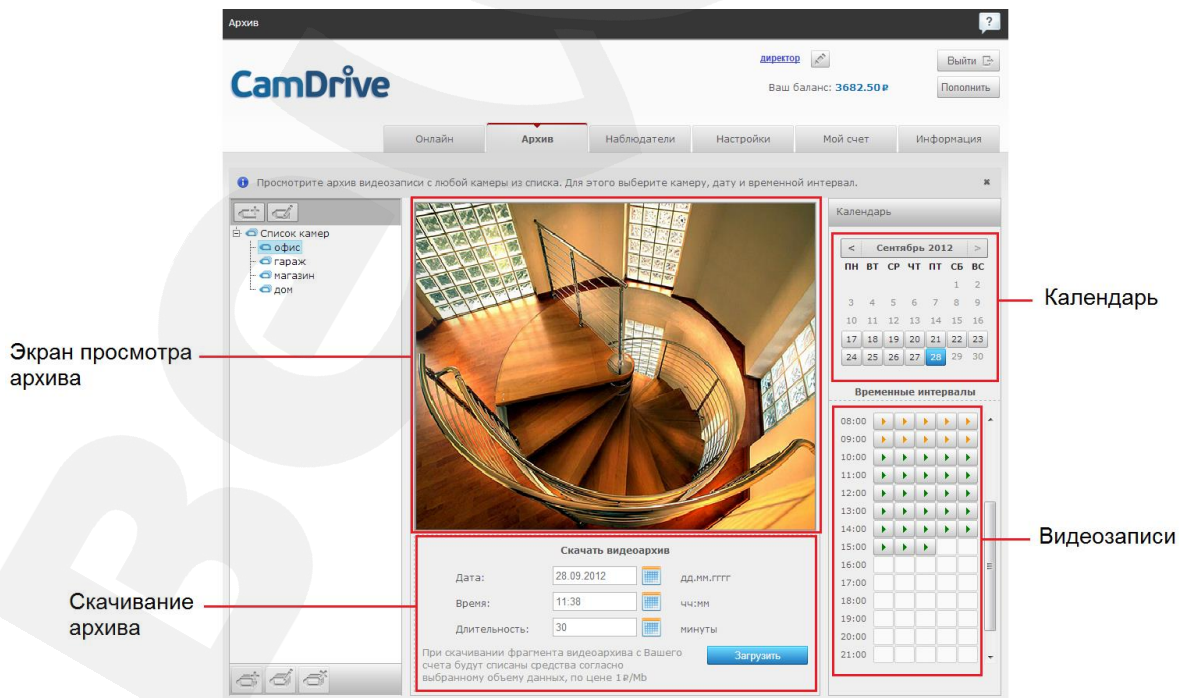 Архив
?
CamDrive
директор
Выйти
Ваш баланс: 3682.50 ₽
Пополнить
Онлайн
Архив
Наблюдатели
Настройки
Мой счет
Информация
Просмотрите архив видеозаписи с любой камеры из списка. Для этого выберите камеру, дату и временной интервал.
Список камер
офис
гараж
магазин
дом
Экран просмотра
архива
Календарь
< Сентябрь 2012 >
ПН ВТ СР ЧТ ПТ СБ ВС
1 2
3 4 5 6 7 8 9
10 11 12 13 14 15 16
17 18 19 20 21 22 23
24 25 26 27 28 29 30
Календарь
Временные интервалы
08:00
09:00
10:00
11:00
12:00
13:00
14:00
15:00
16:00
17:00
18:00
19:00
20:00
21:00
Видеозаписи
Скачивание
архива
Скачать видеоархив
Дата: 28.09.2012 дд.мм.гггг
Время: 11:38 чч:мм
Длительность: 30 минуты
При скачивании фрагмента видеоархива с Вашего
счета будут списаны средства согласно
выбранному объему данных, по цене 1₽/Mb
Загрузить